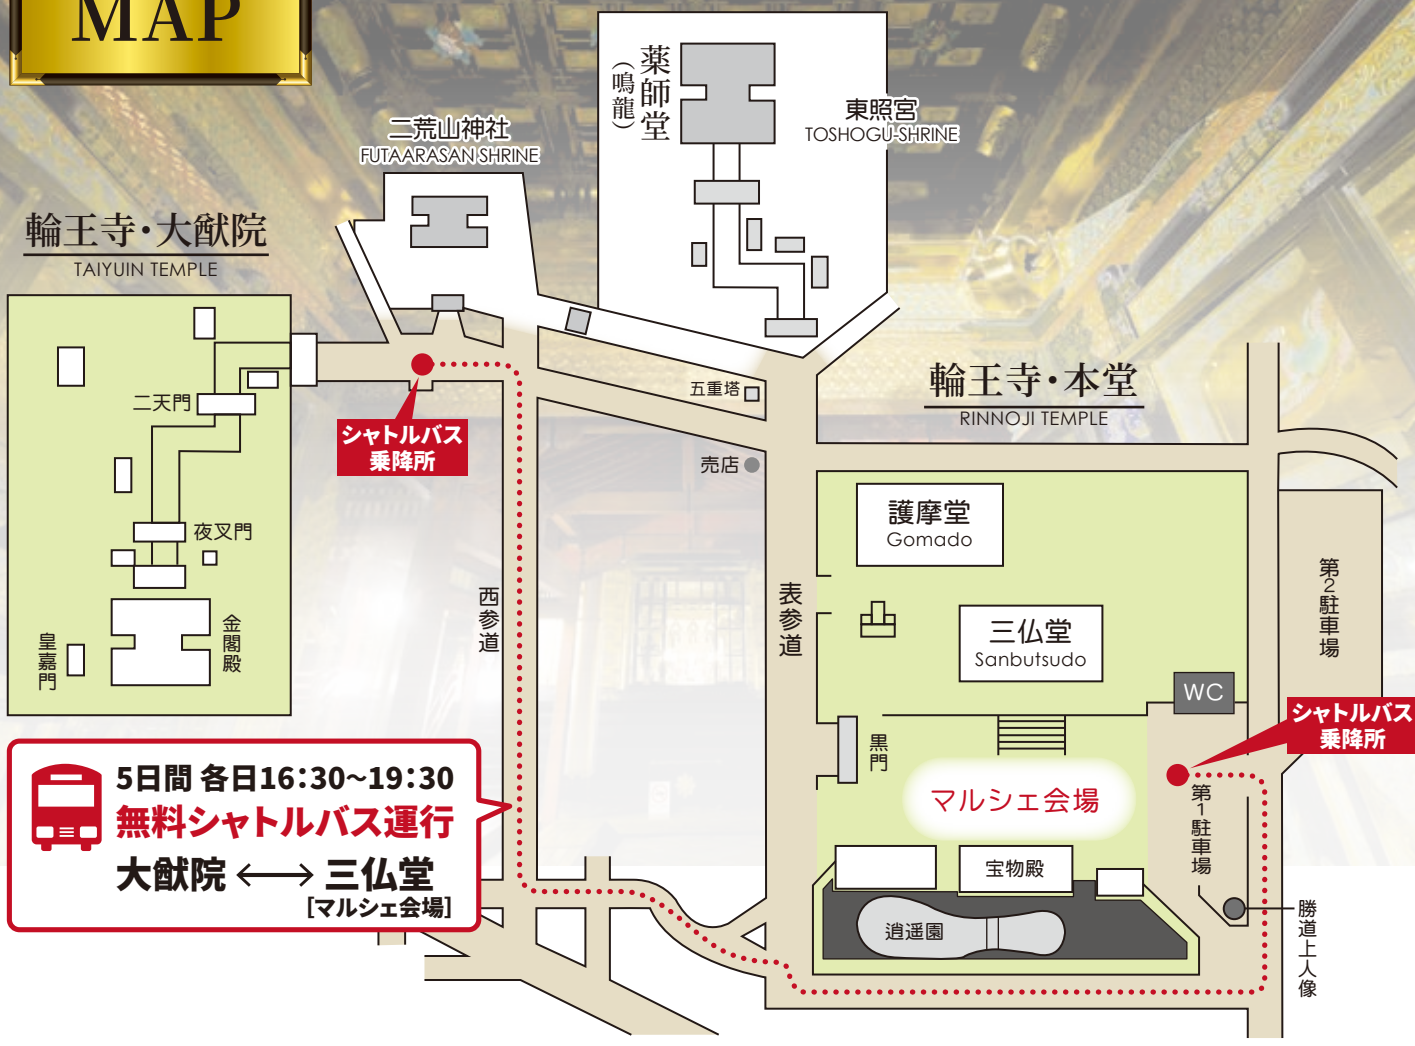 MAP
薬師堂
（鳴龍）
東照宮
TOSHOGU-SHRINE
二荒山神社
FUTAARASAN SHRINE
輪王寺・大猷院
TAIYUIN TEMPLE
二天門
夜叉門
金閣殿
皇嘉門
シャトルバス
乗降所
五重塔
売店
輪王寺・本堂
RINNOJI TEMPLE
護摩堂
Gomado
三仏堂
Sanbutsudo
西参道
表参道
第2駐車場
WC
シャトルバス
乗降所
黒門
マルシェ会場
第1駐車場
宝物殿
逍遥園
勝道上人像
5日間 各日16：30～19：30
無料シャトルバス運行
大猷院 ⟷ 三仏堂
[マルシェ会場]